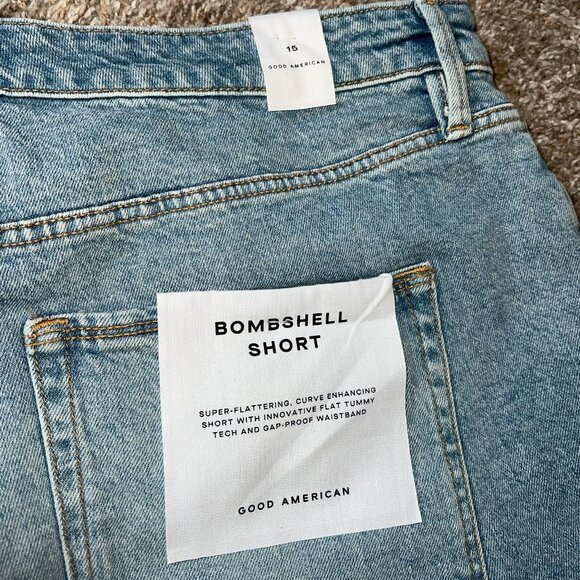 15
GOOD AMERICAN
BOMBSHELL
SHORT
SUPER-FLATTERING, CURVE ENHANCING
SHORT WITH INNOVATIVE FLAT TUMMY
TECH AND GAP-PROOF WAISTBAND
GOOD AMERICAN